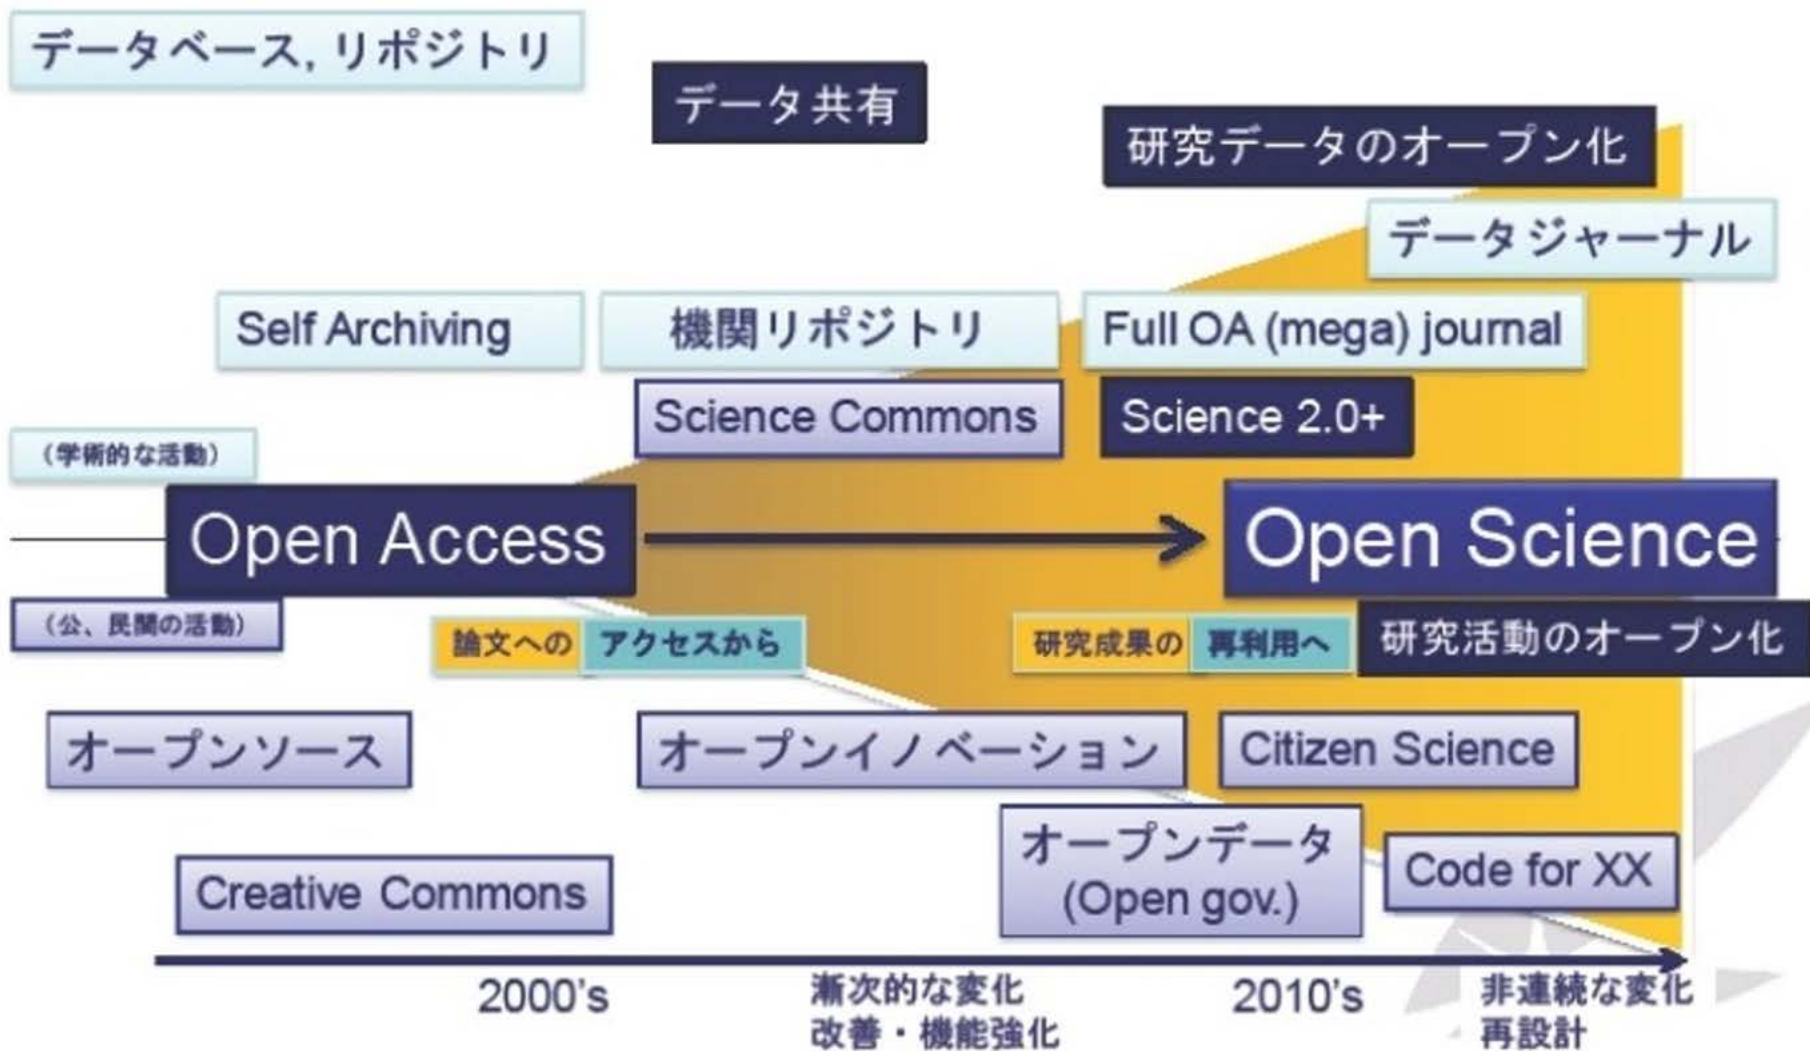 データベース, リポジトリ
データ共有
研究データのオープン化
データジャーナル
Self Archiving
機関リポジトリ
Full OA (mega) journal
Science Commons
Science 2.0+
（学術的な活動）
Open Access
Open Science
（公、民間の活動）
論文への アクセスから
研究成果の 再利用へ
研究活動のオープン化
オープンソース
オープンイノベーション
Citizen Science
オープンデータ
(Open gov.)
Code for XX
Creative Commons
2000's
漸次的な変化
改善・機能強化
2010's
非連続な変化
再設計